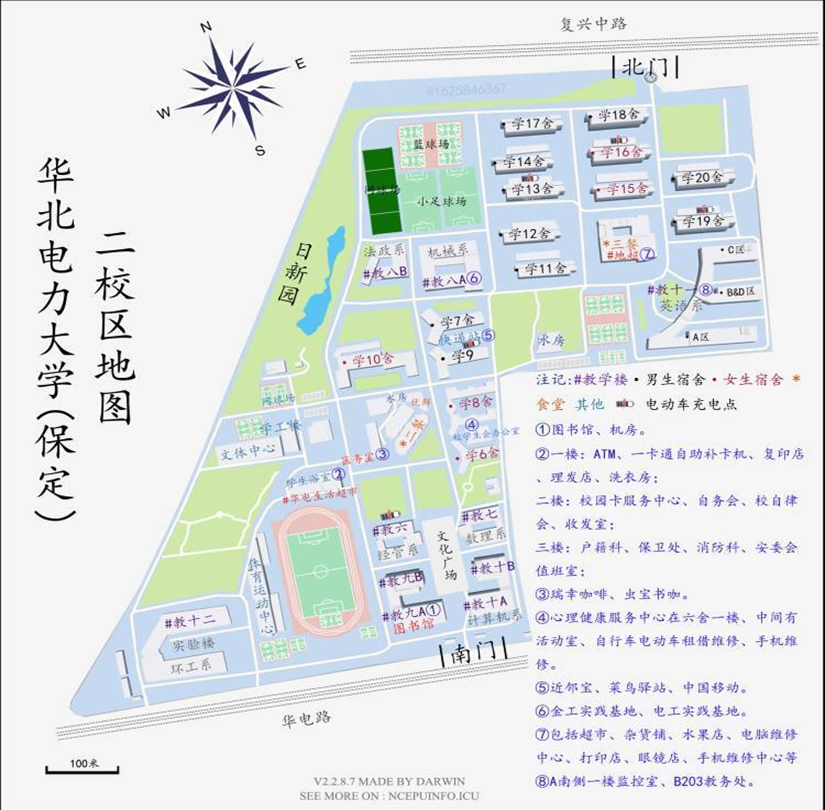 复兴中路
N
E
W
S
华北电力大学(保定)
二校区地图
北门
81625846367
篮球场
小足球场
学17舍
学18舍
学14舍
学16舍
学13舍
学15舍
学20舍
学12舍
学19舍
*三餐
#地超⑦
学11舍
日新园
法政系
#教八B
机械系
#教八A⑥
C区
#教十一⑧
B&D区
英语系
A区
学7舍
快递站⑤
学9
水房
学10舍
网球场
水房
学8舍
④
学工餐
*一餐
文体中心
医务室③
学6舍
学生浴室②
#华电生活超市
#教六
经管系
#教七
数理系
文化广场
体育运动中心
#教九B
#教十B
#教九A①
图书馆
#教十A
计算机系
#教十二
实验楼
环工系
南门
华电路
100米
注记:#教学楼•男生宿舍•女生宿舍*
食堂 其他 电动车充电点
①图书馆、机房。
②一楼: ATM、一卡通自助补卡机、复印店
、理发店、洗衣房;
二楼: 校园卡服务中心、自务会、校自律
会、收发室;
三楼: 户籍科、保卫处、消防科、安委会
值班室;
③瑞幸咖啡、虫宝书咖。
④心理健康服务中心在六舍一楼、中间有
活动室、自行车电动车租借维修、手机维
修。
⑤近邻宝、菜鸟驿站、中国移动。
⑥金工实践基地、电工实践基地。
⑦包括超市、杂货铺、水果店、电脑维修
中心、打印店、眼镜店、手机维修中心等
⑧A南侧一楼监控室、B203教务处。
V2.2.8.7 MADE BY DARWIN
SEE MORE ON : NCEPUINFO.ICU